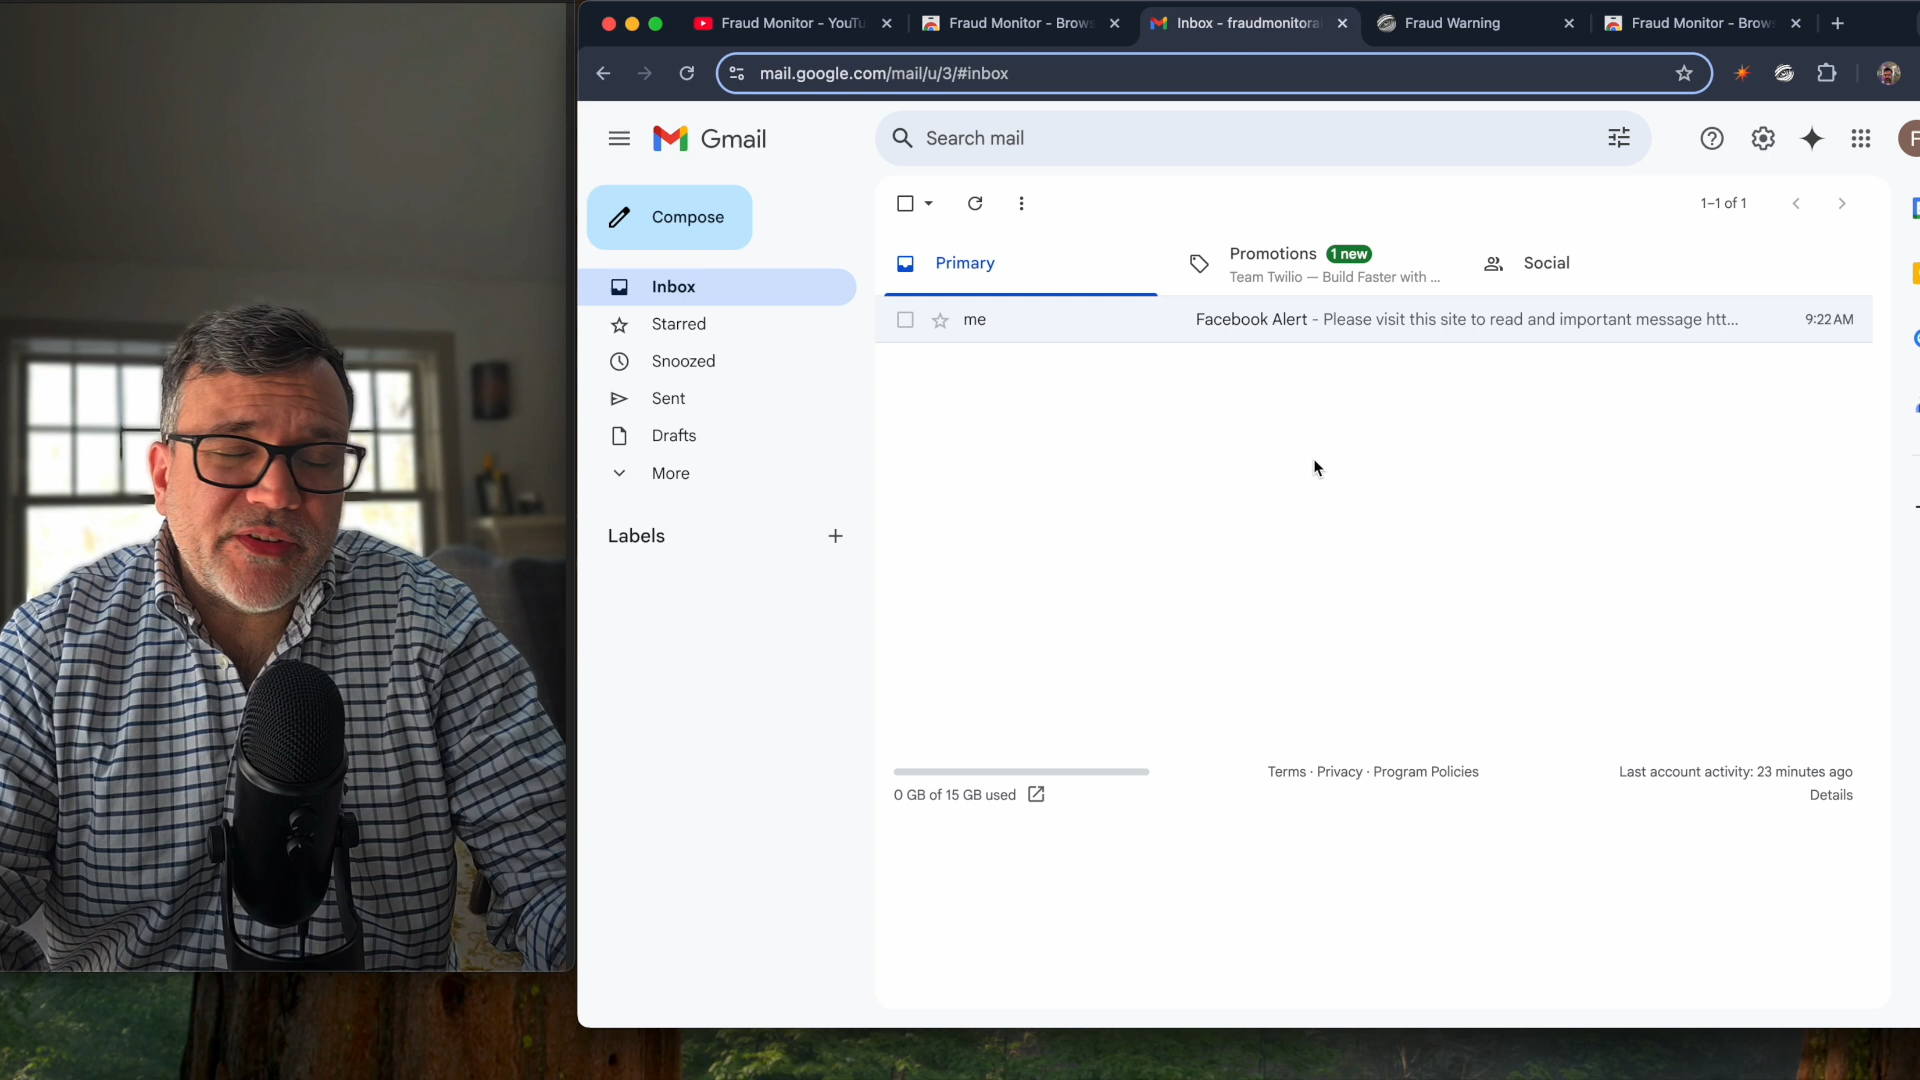 Fraud Monitor - YouTu
Fraud Monitor - Brows
Inbox - fraudmonitora
Fraud Warning
Fraud Monitor - Brows
mail.google.com/mail/u/3/#inbox
Gmail
Search mail
F
Compose
1–1 of 1
Primary
Promotions 1 new
Team Twilio — Build Faster with ...
Social
Inbox
Starred
Snoozed
Sent
Drafts
More
me Facebook Alert - Please visit this site to read and important message htt... 9:22 AM
Labels
0 GB of 15 GB used
Terms · Privacy · Program Policies
Last account activity: 23 minutes ago
Details